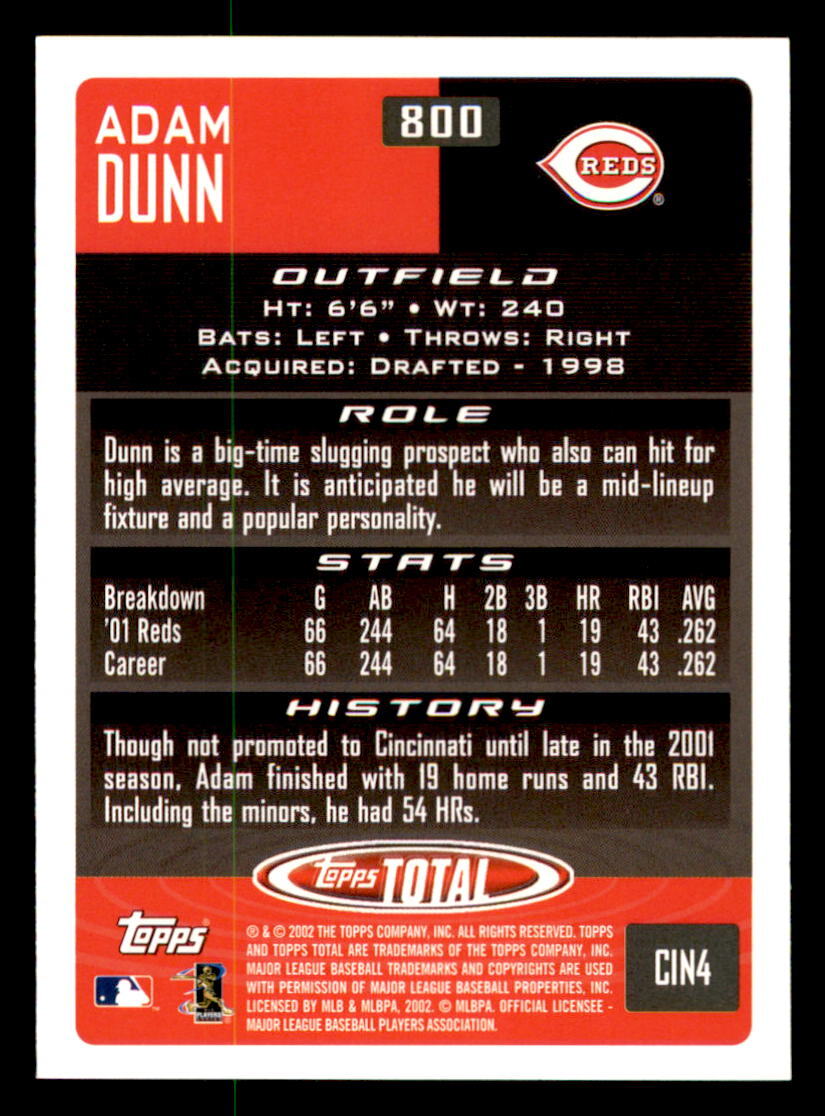 ADAM
DUNN
800
REDS
®
OUTFIELD
HT: 6'6" • WT: 240
BATS: LEFT • THROWS: RIGHT
ACQUIRED: DRAFTED - 1998
ROLE
Dunn is a big-time slugging prospect who also can hit for
high average. It is anticipated he will be a mid-lineup
fixture and a popular personality.
STATS
Breakdown G AB H 2B 3B HR RBI AVG
'01 Reds 66 244 64 18 1 19 43 .262
Career 66 244 64 18 1 19 43 .262
HISTORY
Though not promoted to Cincinnati until late in the 2001
season, Adam finished with 19 home runs and 43 RBI.
Including the minors, he had 54 HRs.
Topps TOTAL
Topps®
® & © 2002 THE TOPPS COMPANY, INC. ALL RIGHTS RESERVED. TOPPS
AND TOPPS TOTAL ARE TRADEMARKS OF THE TOPPS COMPANY, INC.
MAJOR LEAGUE BASEBALL TRADEMARKS AND COPYRIGHTS ARE USED
WITH PERMISSION OF MAJOR LEAGUE BASEBALL PROPERTIES, INC.
LICENSED BY MLB & MLBPA, 2002. © MLBPA. OFFICIAL LICENSEE -
MAJOR LEAGUE BASEBALL PLAYERS ASSOCIATION.
CIN4
PLAYERS